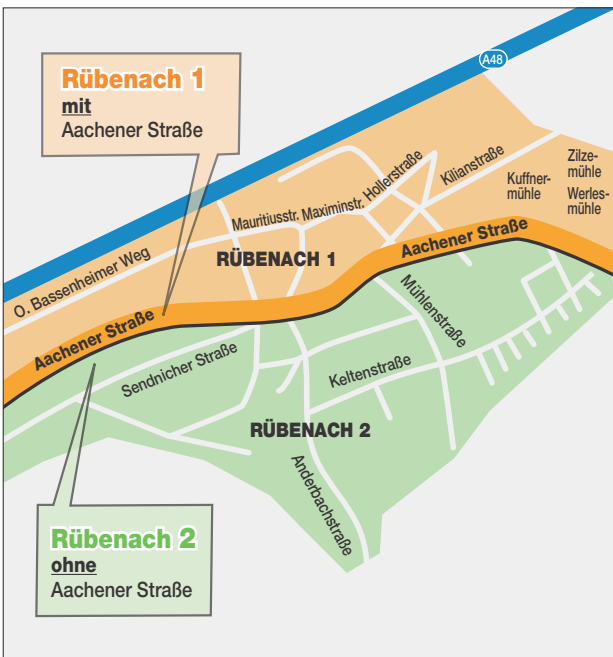 A48
Rübenach 1
mit
Aachener Straße
Zilze-
mühle
Kuffner-
mühle
Werles-
mühle
Kilianstraße
Hollerstraße
Maximinstr.
Mauritiusstr.
O. Bassenheimer Weg
RÜBENACH 1
Aachener Straße
Aachener Straße
Mühlenstraße
Sendnicher Straße
Keltenstraße
RÜBENACH 2
Anderbachstraße
Rübenach 2
ohne
Aachener Straße